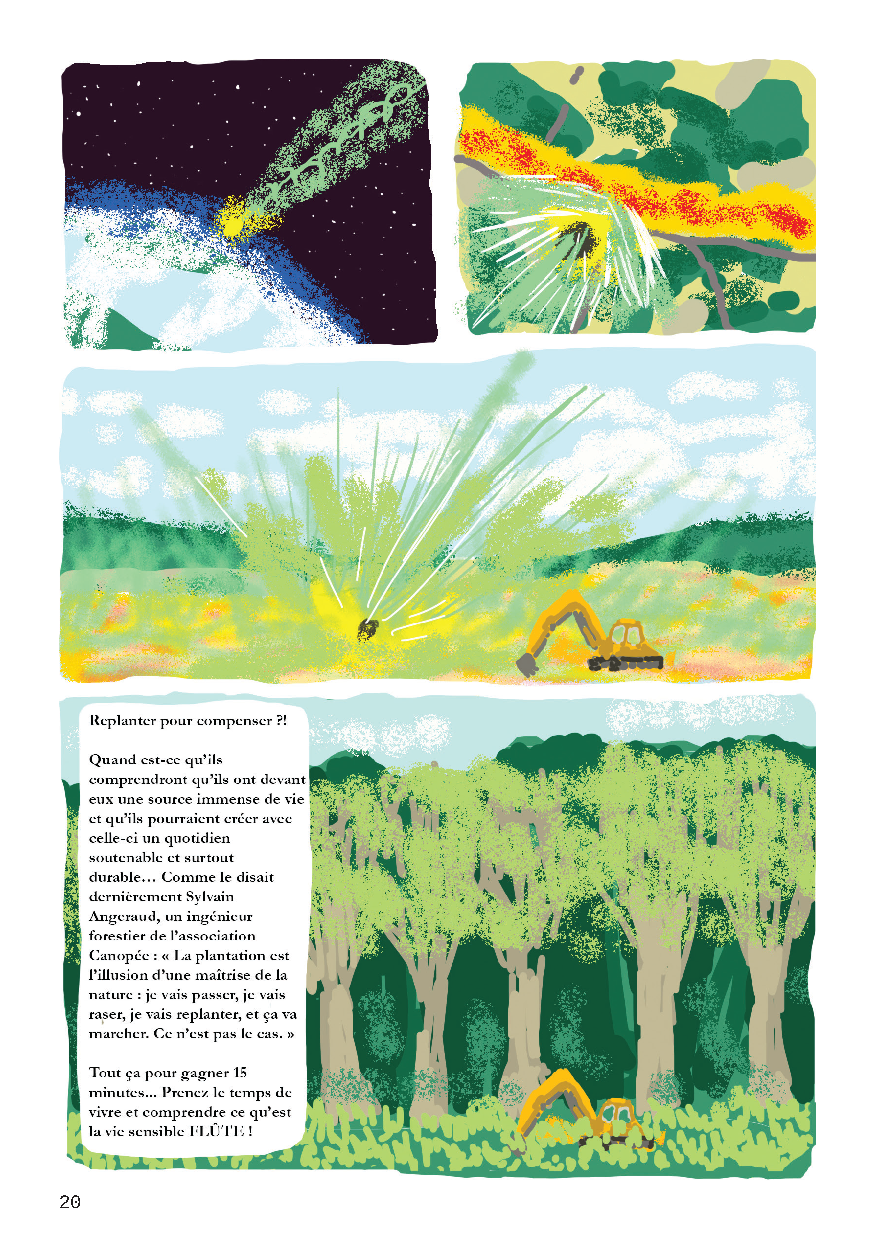 Replanter pour compenser ?!
Quand est-ce qu'ils
comprendront qu'ils ont devant
eux une source immense de vie
et qu'ils pourraient créer avec
celle-ci un quotidien
soutenable et surtout
durable… Comme le disait
dernièrement Sylvain
Angeraud, un ingénieur
forestier de l'association
Canopée : « La plantation est
l'illusion d'une maîtrise de la
nature : je vais passer, je vais
raser, je vais replanter, et ça va
marcher. Ce n'est pas le cas. »
Tout ça pour gagner 15
minutes... Prenez le temps de
vivre et comprendre ce qu'est
la vie sensible FLÛTE !
20